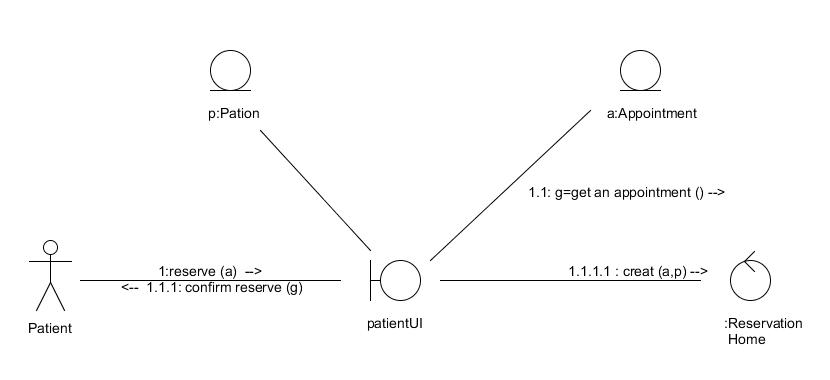 p:Pation
a:Appointment
1.1: g=get an appointment () -->
1:reserve (a) -->
<-- 1.1.1: confirm reserve (g)
1.1.1.1 : creat (a,p) -->
Patient
patientUI
:Reservation
Home